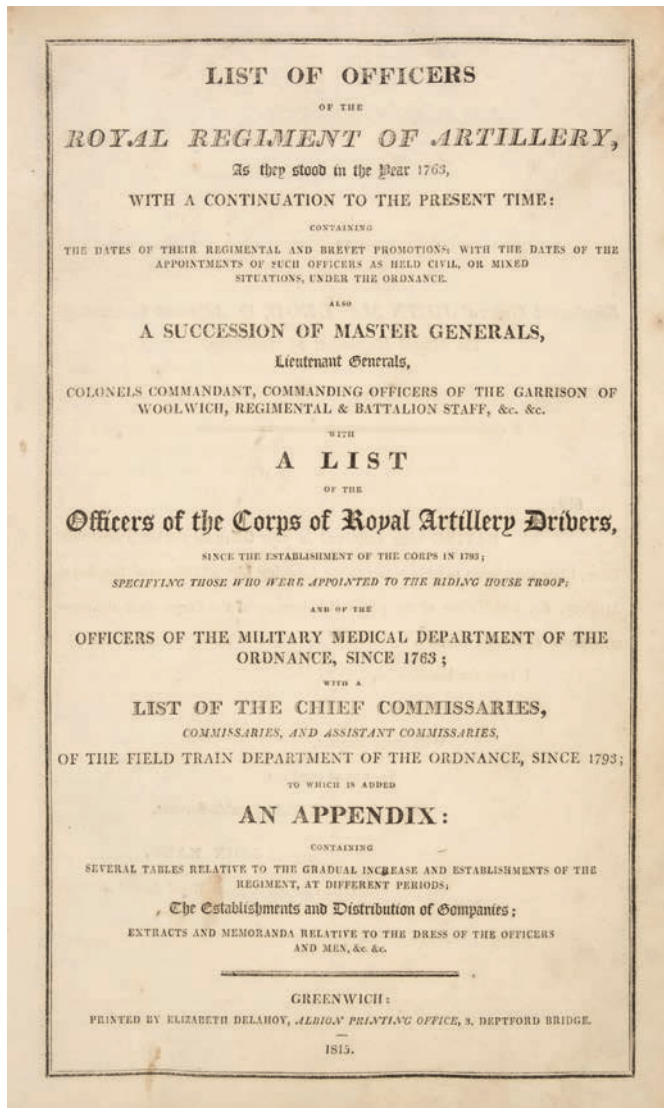 LIST OF OFFICERS
OF THE
ROYAL REGIMENT OF ARTILLERY,
As they stood in the Year 1763,
WITH A CONTINUATION TO THE PRESENT TIME:
CONTAINING
THE DATES OF THEIR REGIMENTAL AND BREVET PROMOTIONS; WITH THE DATES OF THE
APPOINTMENTS OF SUCH OFFICERS AS HELD CIVIL, OR MIXED
SITUATIONS, UNDER THE ORDNANCE.
ALSO
A SUCCESSION OF MASTER GENERALS,
Lieutenant Generals,
COLONELS COMMANDANT, COMMANDING OFFICERS OF THE GARRISON OF
WOOLWICH, REGIMENTAL & BATTALION STAFF, &c. &c.
WITH
A LIST
OF THE
Officers of the Corps of Royal Artillery Drivers,
SINCE THE ESTABLISHMENT OF THE CORPS IN 1793;
SPECIFYING THOSE WHO WERE APPOINTED TO THE RIDING HOUSE TROOP;
AND OF THE
OFFICERS OF THE MILITARY MEDICAL DEPARTMENT OF THE
ORDNANCE, SINCE 1763;
WITH A
LIST OF THE CHIEF COMMISSARIES,
COMMISSARIES, AND ASSISTANT COMMISSARIES,
OF THE FIELD TRAIN DEPARTMENT OF THE ORDNANCE, SINCE 1793;
TO WHICH IS ADDED
AN APPENDIX:
CONTAINING
SEVERAL TABLES RELATIVE TO THE GRADUAL INCREASE AND ESTABLISHMENTS OF THE
REGIMENT, AT DIFFERENT PERIODS;
The Establishments and Distribution of Gompanies;
EXTRACTS AND MEMORANDA RELATIVE TO THE DRESS OF THE OFFICERS
AND MEN, &c. &c.
GREENWICH:
PRINTED BY ELIZABETH DELAHOY, ALBION PRINTING OFFICE, 3, DEPTFORD BRIDGE.
1815.